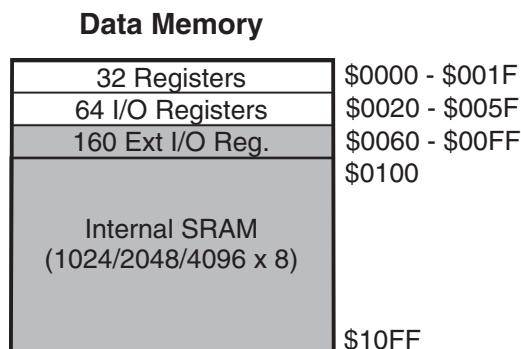 Data Memory
32 Registers $0000 - $001F
64 I/O Registers $0020 - $005F
160 Ext I/O Reg. $0060 - $00FF
$0100
Internal SRAM
(1024/2048/4096 x 8)
$10FF